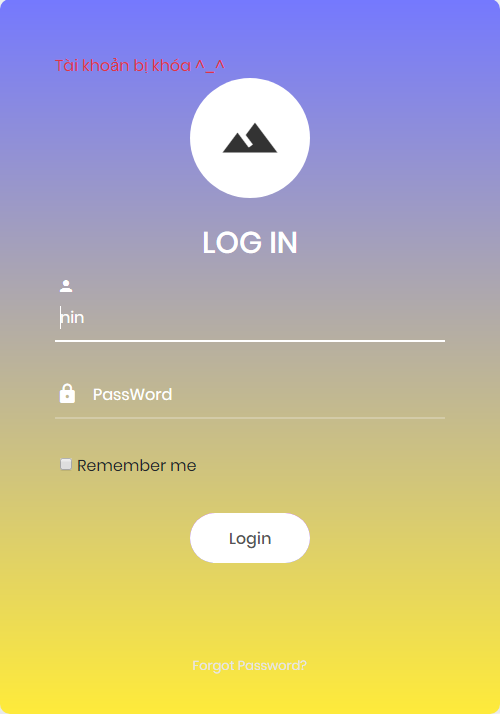 Tài khoản bị khóa ^_^
LOG IN
nin
PassWord
Remember me
Login
Forgot Password?